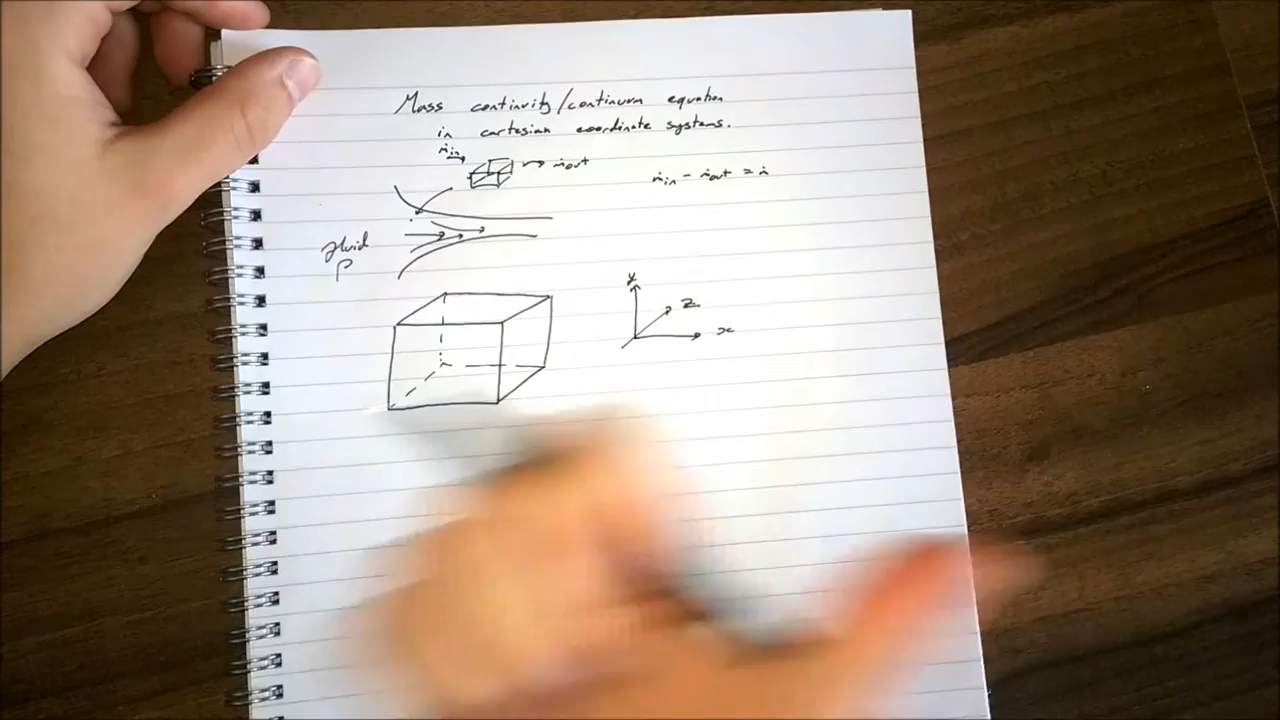 Mass continuity/continuum equation
in cartesian coordinate systems.
ṁin → → ṁout
ṁin - ṁout = ṁ
fluid
ρ
y
z
x